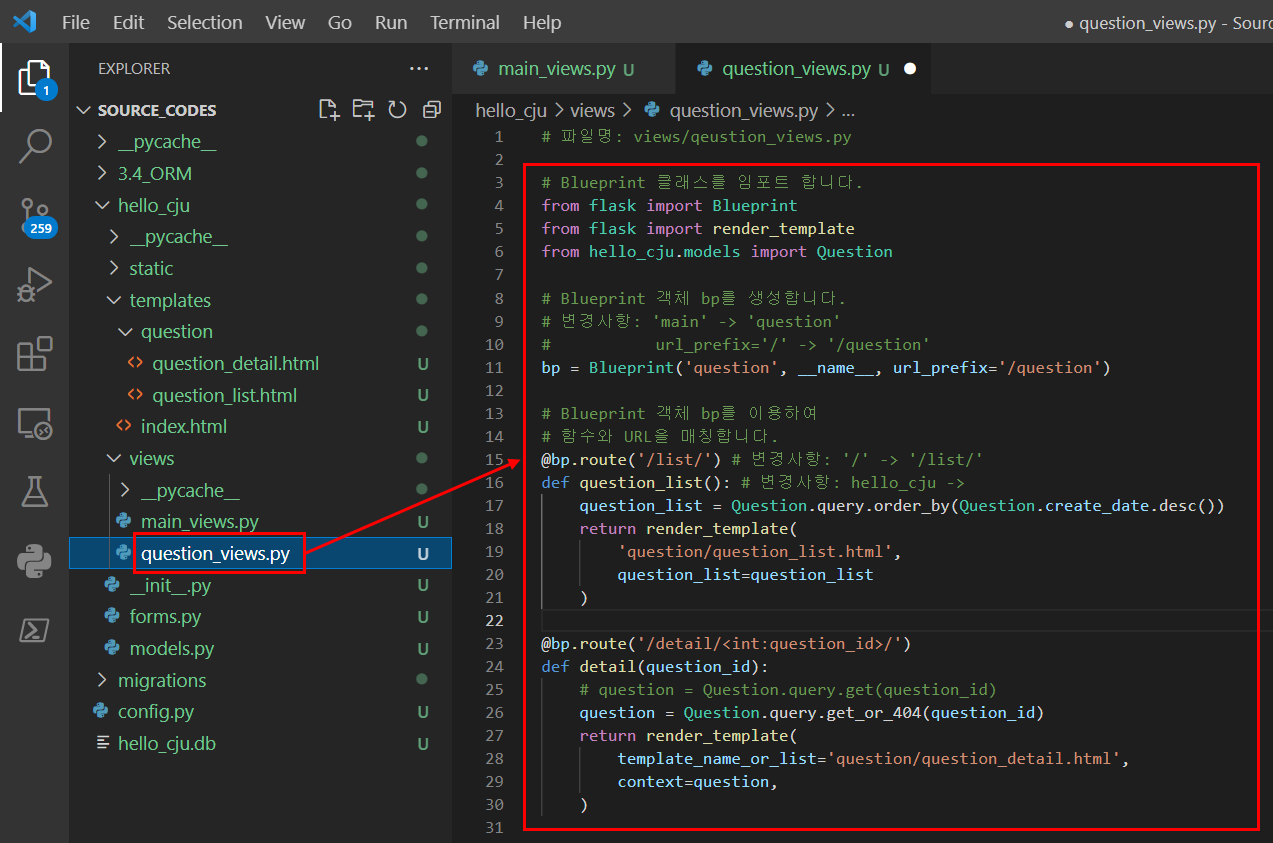 File Edit Selection View Go Run Terminal Help
● question_views.py - Sourc
EXPLORER ...
1
SOURCE_CODES
259
__pycache__
3.4_ORM
hello_cju
__pycache__
static
templates
question
question_detail.html U
question_list.html U
index.html U
views
__pycache__
main_views.py U
question_views.py U
__init__.py U
forms.py U
models.py U
migrations
config.py U
hello_cju.db U
main_views.py U
question_views.py U ●
hello_cju > views > question_views.py > ...
1 # 파일명: views/qeustion_views.py
2
3 # Blueprint 클래스를 임포트 합니다.
4 from flask import Blueprint
5 from flask import render_template
6 from hello_cju.models import Question
7
8 # Blueprint 객체 bp를 생성합니다.
9 # 변경사항: 'main' -> 'question'
10 #           url_prefix='/' -> '/question'
11 bp = Blueprint('question', __name__, url_prefix='/question')
12
13 # Blueprint 객체 bp를 이용하여
14 # 함수와 URL을 매칭합니다.
15 @bp.route('/list/') # 변경사항: '/' -> '/list/'
16 def question_list(): # 변경사항: hello_cju ->
17     question_list = Question.query.order_by(Question.create_date.desc())
18     return render_template(
19         'question/question_list.html',
20         question_list=question_list
21     )
22
23 @bp.route('/detail/<int:question_id>/')
24 def detail(question_id):
25     # question = Question.query.get(question_id)
26     question = Question.query.get_or_404(question_id)
27     return render_template(
28         template_name_or_list='question/question_detail.html',
29         context=question,
30     )
31